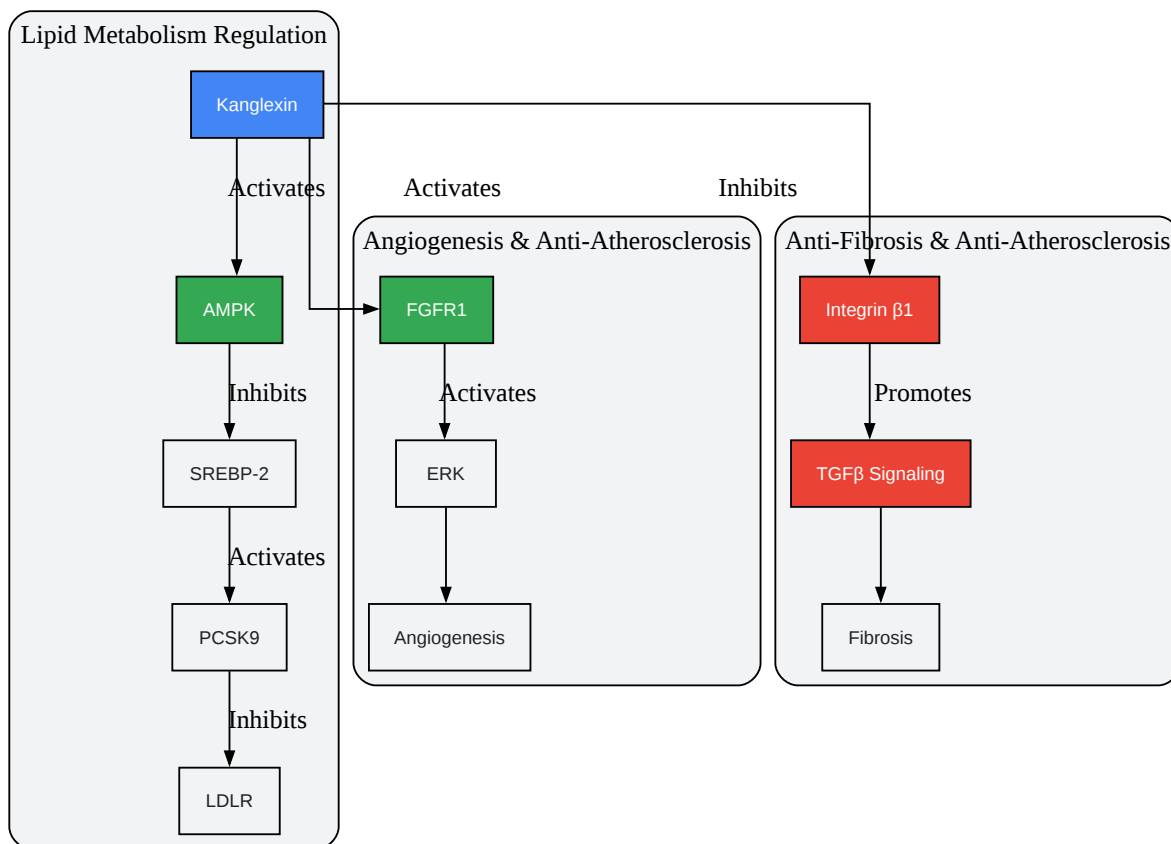 Lipid Metabolism Regulation
Kanglexin
Activates
Activates
Inhibits
Angiogenesis & Anti-Atherosclerosis
Anti-Fibrosis & Anti-Atherosclerosis
AMPK
FGFR1
Integrin β1
Inhibits
Activates
Promotes
SREBP-2
ERK
TGFβ Signaling
Activates
PCSK9
Angiogenesis
Fibrosis
Inhibits
LDLR